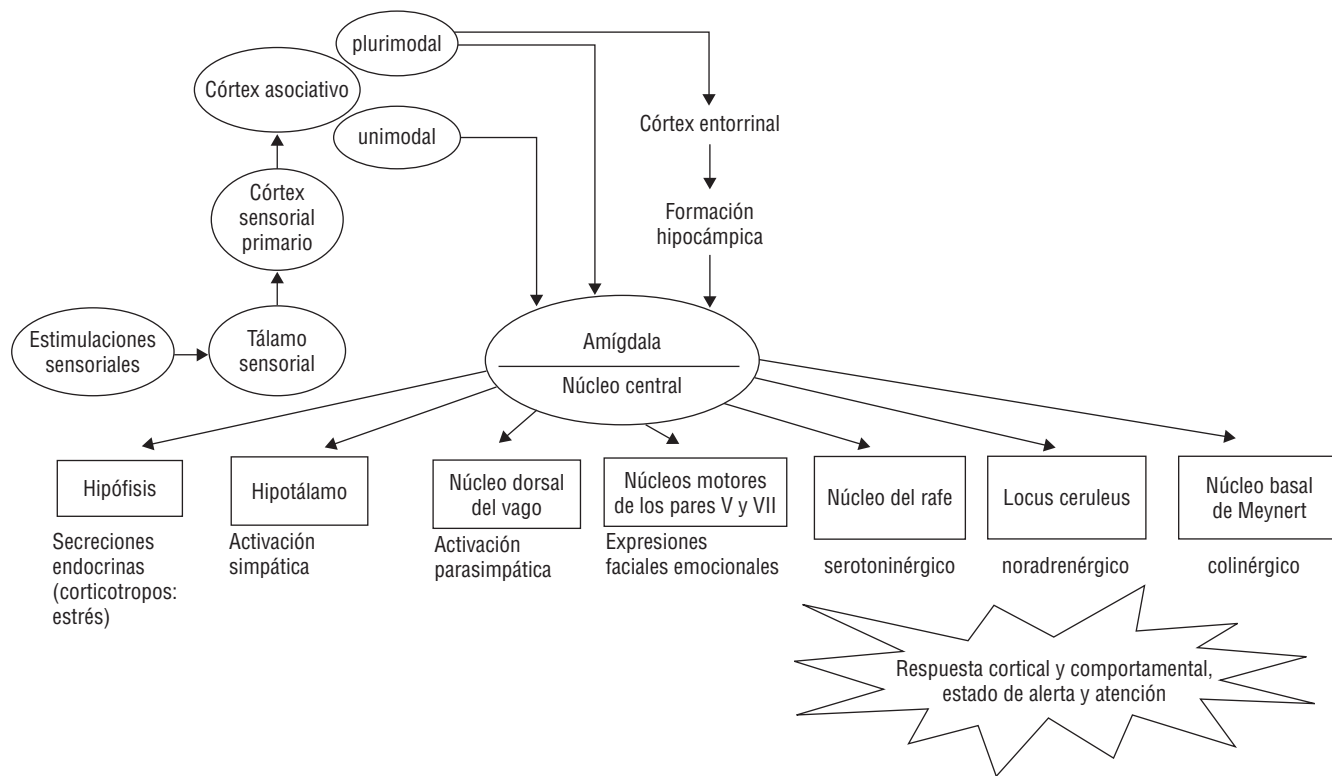 plurimodal
Córtex asociativo
unimodal
Córtex entorrinal
Córtex
sensorial
primario
Formación
hipocámpica
Estimulaciones
sensoriales
Tálamo
sensorial
Amígdala
Núcleo central
Hipófisis
Secreciones
endocrinas
(corticotropos:
estrés)
Hipotálamo
Activación
simpática
Núcleo dorsal
del vago
Activación
parasimpática
Núcleos motores
de los pares V y VII
Expresiones
faciales emocionales
Núcleo del rafe
serotoninérgico
Locus ceruleus
noradrenérgico
Núcleo basal
de Meynert
colinérgico
Respuesta cortical y comportamental,
estado de alerta y atención